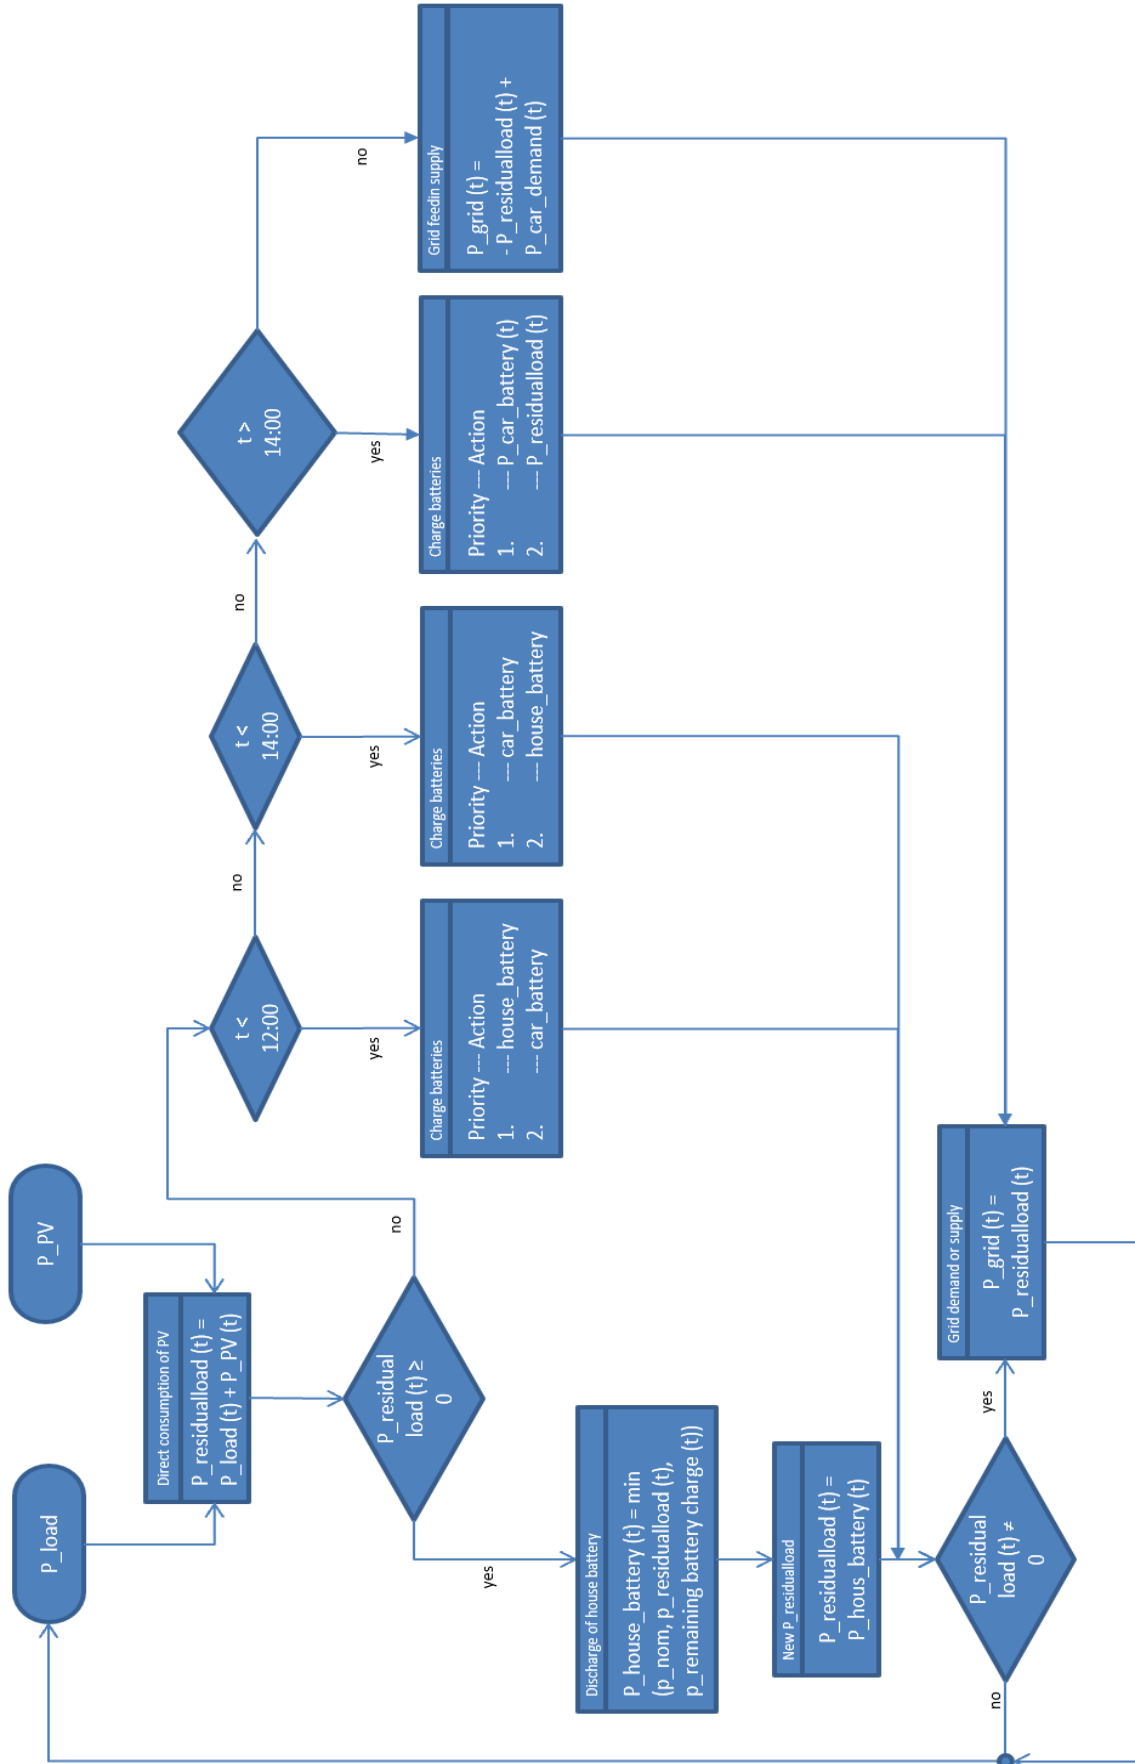 P_load
P_PV
Direct consumption of PV
P_residualload (t) =
P_load (t) + P_PV (t)
P_residual
load (t) ≥
0
yes
no
t <
12:00
no
t <
14:00
no
t >
14:00
no
yes
yes
yes
Charge batteries
Priority --- Action
1. --- house_battery
2. --- car_battery
Charge batteries
Priority --- Action
1. --- car_battery
2. --- house_battery
Charge batteries
Priority --- Action
1. --- P_car_battery (t)
2. --- P_residualload (t)
Grid feedin supply
P_grid (t) =
- P_residualload (t) +
P_car_demand (t)
Discharge of house battery
P_house_battery (t) = min
(p_nom, p_residualload (t),
p_remaining battery charge (t))
New P_residualload
P_residualload (t) =
P_hous_battery (t)
P_residual
load (t) ≠
0
no
yes
Grid demand or supply
P_grid (t) =
P_residualload (t)